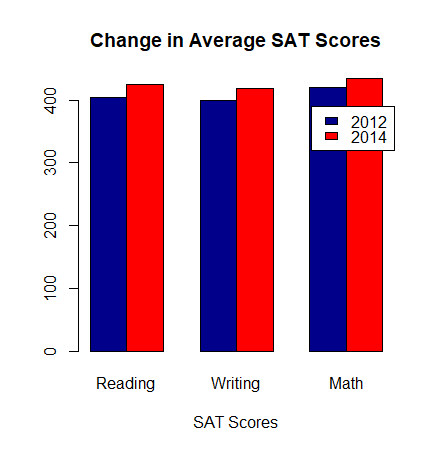 Change in Average SAT Scores
400
300
200
100
0
2012
2014
Reading Writing Math
SAT Scores